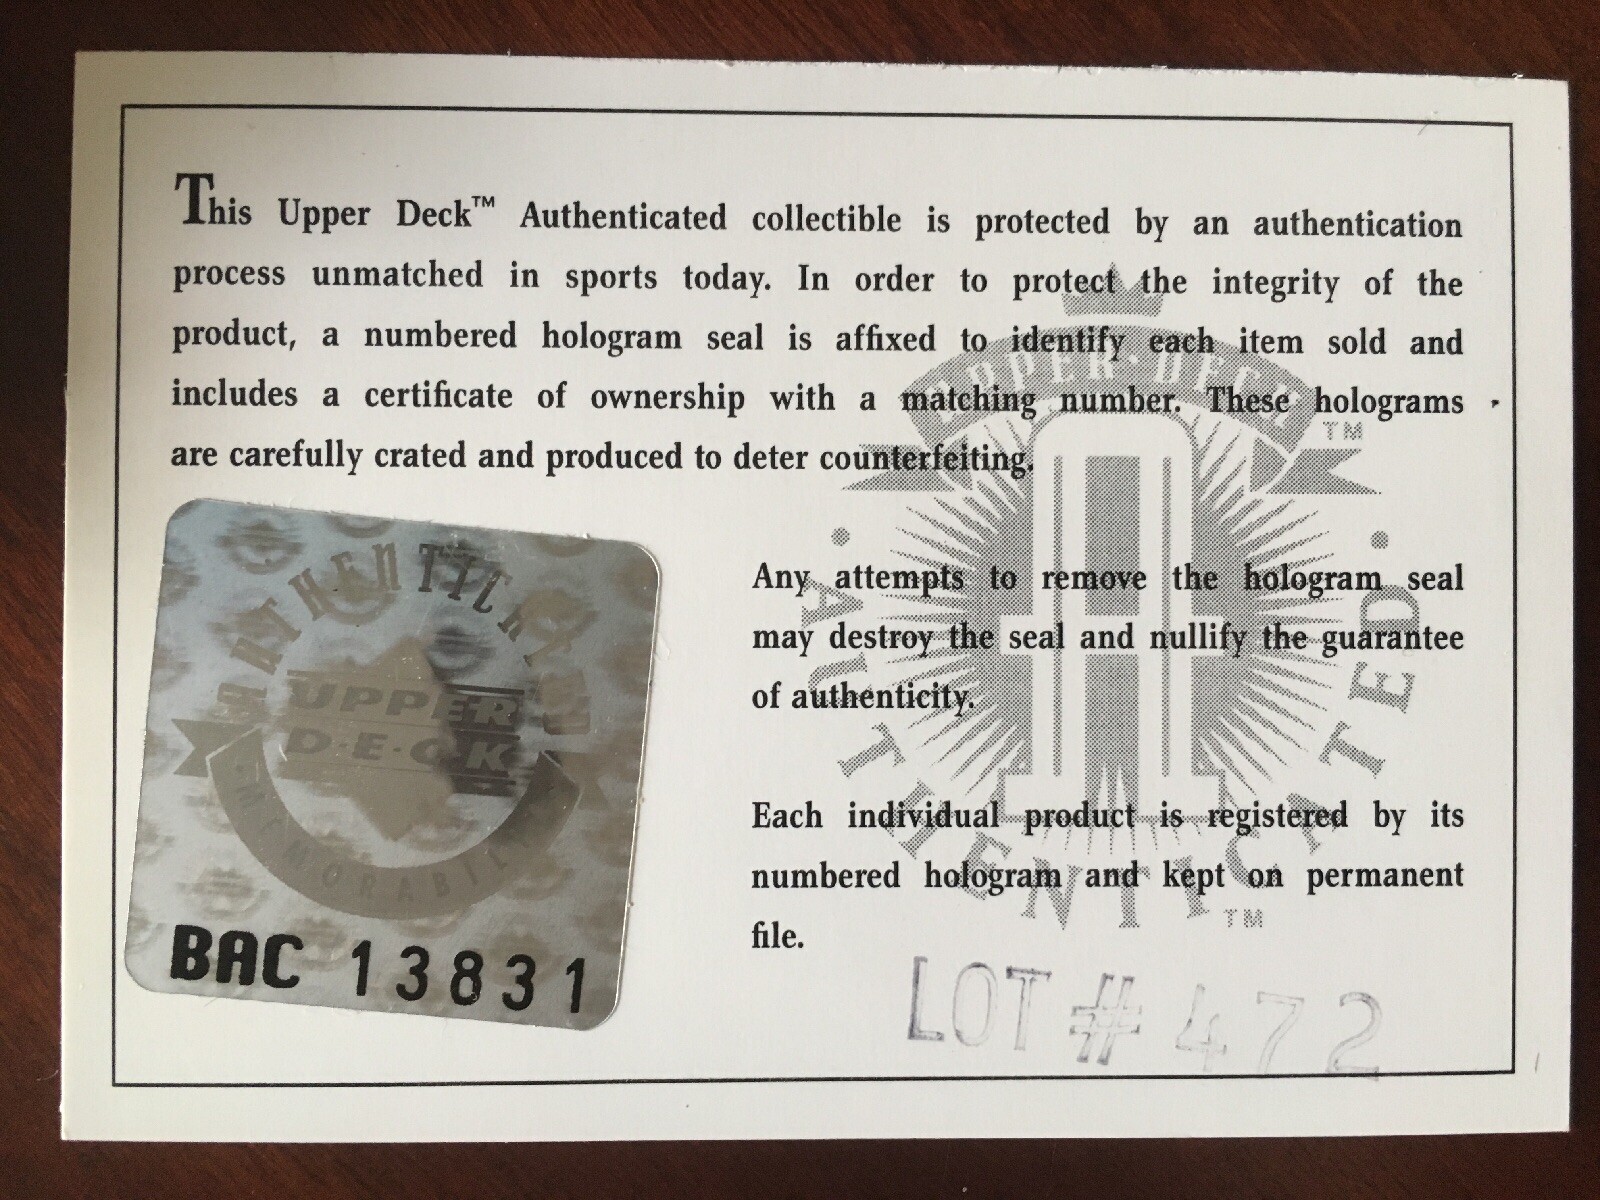 This Upper Deck™ Authenticated collectible is protected by an authentication
process unmatched in sports today. In order to protect the integrity of the
product, a numbered hologram seal is affixed to identify each item sold and
includes a certificate of ownership with a matching number. These holograms
are carefully crated and produced to deter counterfeiting.
UPPER·DECK
TM
AUTHENTICATED
TM
Any attempts to remove the hologram seal
may destroy the seal and nullify the guarantee
of authenticity.
Each individual product is registered by its
numbered hologram and kept on permanent
file.
AUTHENTICATED
UPPER
D·E·C·K
MEMORABILIA
BAC 13831
LOT # 472